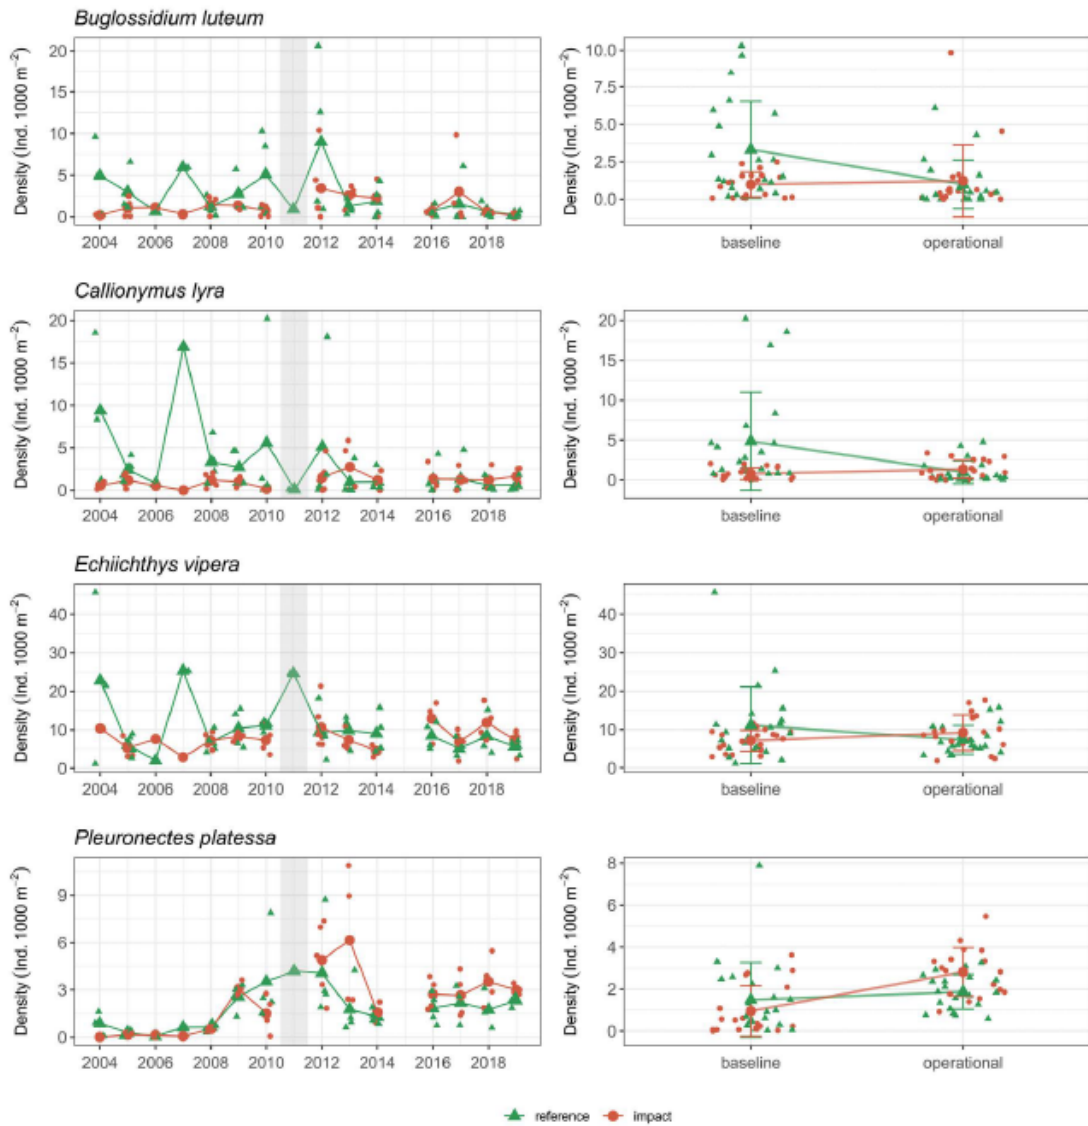 Buglossidium luteum
Density (Ind. 1000 m⁻²)
20
15
10
5
0
2004 2006 2008 2010 2012 2014 2016 2018
Density (Ind. 1000 m⁻²)
10.0
7.5
5.0
2.5
0.0
baseline operational
Callionymus lyra
Density (Ind. 1000 m⁻²)
20
15
10
5
0
2004 2006 2008 2010 2012 2014 2016 2018
Density (Ind. 1000 m⁻²)
20
15
10
5
0
baseline operational
Echiichthys vipera
Density (Ind. 1000 m⁻²)
40
30
20
10
0
2004 2006 2008 2010 2012 2014 2016 2018
Density (Ind. 1000 m⁻²)
40
30
20
10
0
baseline operational
Pleuronectes platessa
Density (Ind. 1000 m⁻²)
9
6
3
0
2004 2006 2008 2010 2012 2014 2016 2018
Density (Ind. 1000 m⁻²)
8
6
4
2
0
baseline operational
reference impact